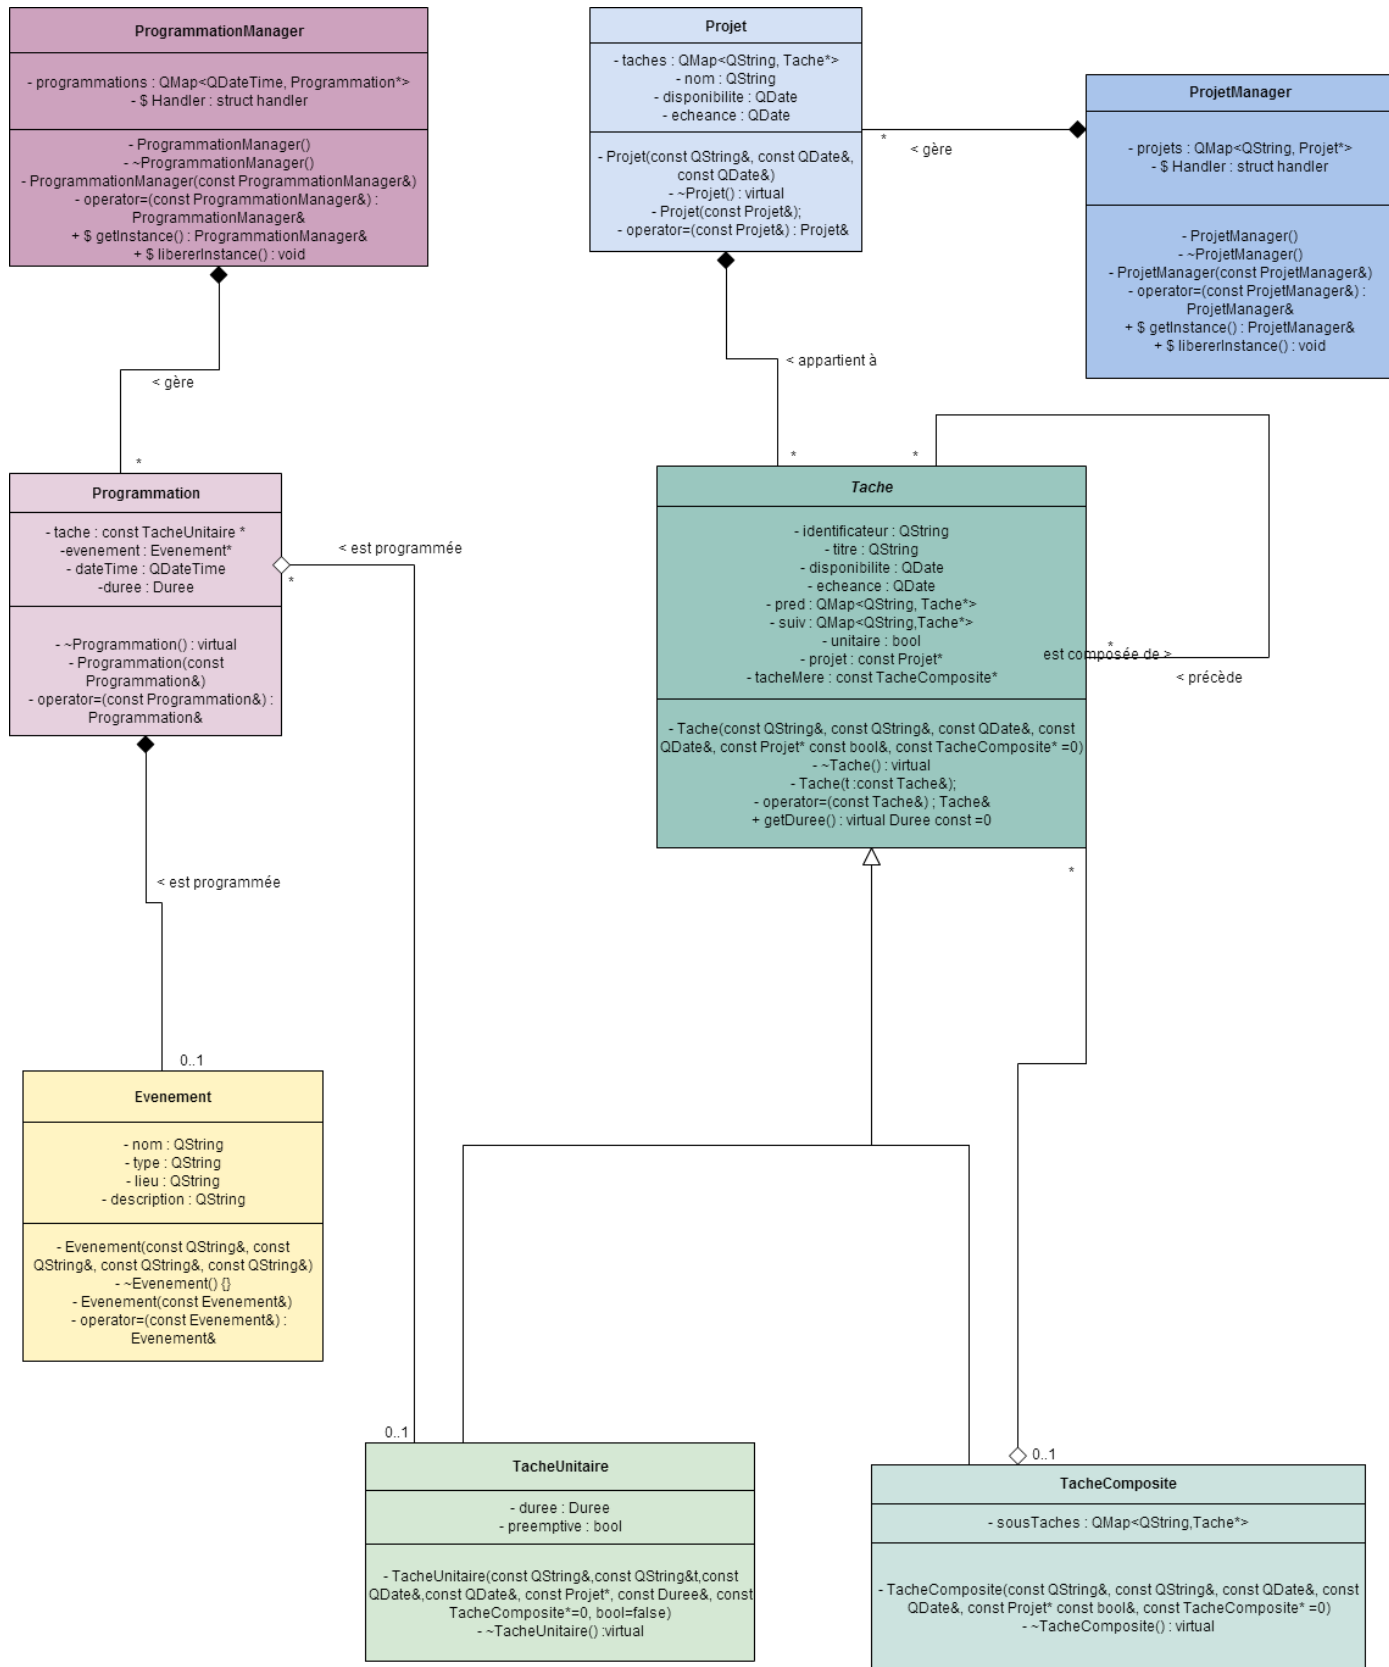 ProgrammationManager
- programmations : QMap<QDateTime, Programmation*>
- $ Handler : struct handler
- ProgrammationManager()
- ~ProgrammationManager()
- ProgrammationManager(const ProgrammationManager&)
- operator=(const ProgrammationManager&) :
ProgrammationManager&
+ $ getInstance() : ProgrammationManager&
+ $ libererInstance() : void
Projet
- taches : QMap<QString, Tache*>
- nom : QString
- disponibilite : QDate
- echeance : QDate
- Projet(const QString&, const QDate&,
const QDate&)
- ~Projet() : virtual
- Projet(const Projet&);
- operator=(const Projet&) : Projet&
*
< gère
ProjetManager
- projets : QMap<QString, Projet*>
- $ Handler : struct handler
- ProjetManager()
- ~ProjetManager()
- ProjetManager(const ProjetManager&)
- operator=(const ProjetManager&) :
ProjetManager&
+ $ getInstance() : ProjetManager&
+ $ libererInstance() : void
< gère
*
< appartient à
*
*
Programmation
- tache : const TacheUnitaire *
-evenement : Evenement*
- dateTime : QDateTime
-duree : Duree
- ~Programmation() : virtual
- Programmation(const
Programmation&)
- operator=(const Programmation&) :
Programmation&
< est programmée
*
Tache
- identificateur : QString
- titre : QString
- disponibilite : QDate
- echeance : QDate
- pred : QMap<QString, Tache*>
- suiv : QMap<QString,Tache*>
- unitaire : bool
- projet : const Projet*
- tacheMere : const TacheComposite*
- Tache(const QString&, const QString&, const QDate&, const
QDate&, const Projet* const bool&, const TacheComposite* =0)
- ~Tache() : virtual
- Tache(t :const Tache&);
- operator=(const Tache&) ; Tache&
+ getDuree() : virtual Duree const =0
*
est composée de >
< précède
*
< est programmée
0..1
Evenement
- nom : QString
- type : QString
- lieu : QString
- description : QString
- Evenement(const QString&, const
QString&, const QString&, const QString&)
- ~Evenement() {}
- Evenement(const Evenement&)
- operator=(const Evenement&) :
Evenement&
0..1
TacheUnitaire
- duree : Duree
- preemptive : bool
- TacheUnitaire(const QString&,const QString&t,const
QDate&,const QDate&, const Projet*, const Duree&, const
TacheComposite*=0, bool=false)
- ~TacheUnitaire() :virtual
0..1
TacheComposite
- sousTaches : QMap<QString,Tache*>
- TacheComposite(const QString&, const QString&, const QDate&, const
QDate&, const Projet* const bool&, const TacheComposite* =0)
- ~TacheComposite() : virtual